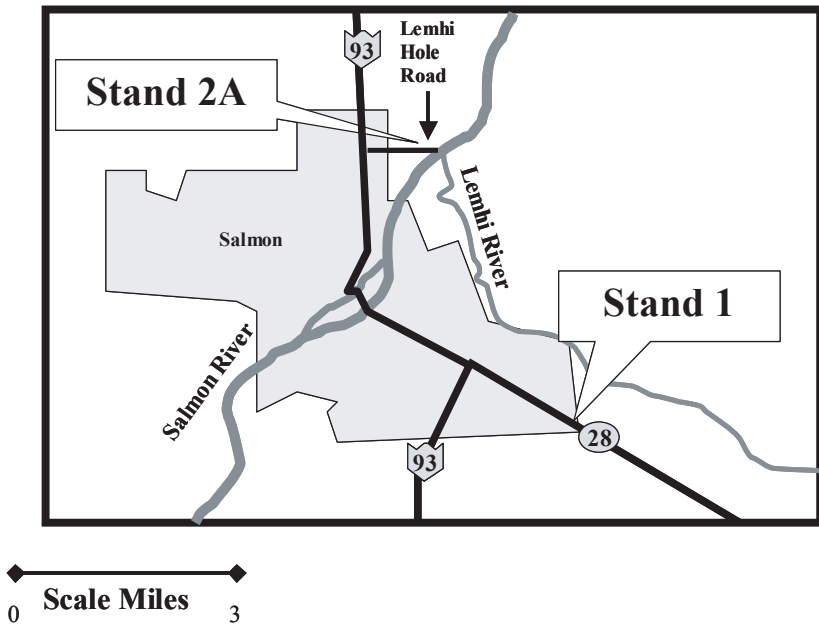 93
Lemhi
Hole
Road
Stand 2A
Lemhi River
Salmon
Stand 1
Salmon River
28
93
Scale Miles
0 3